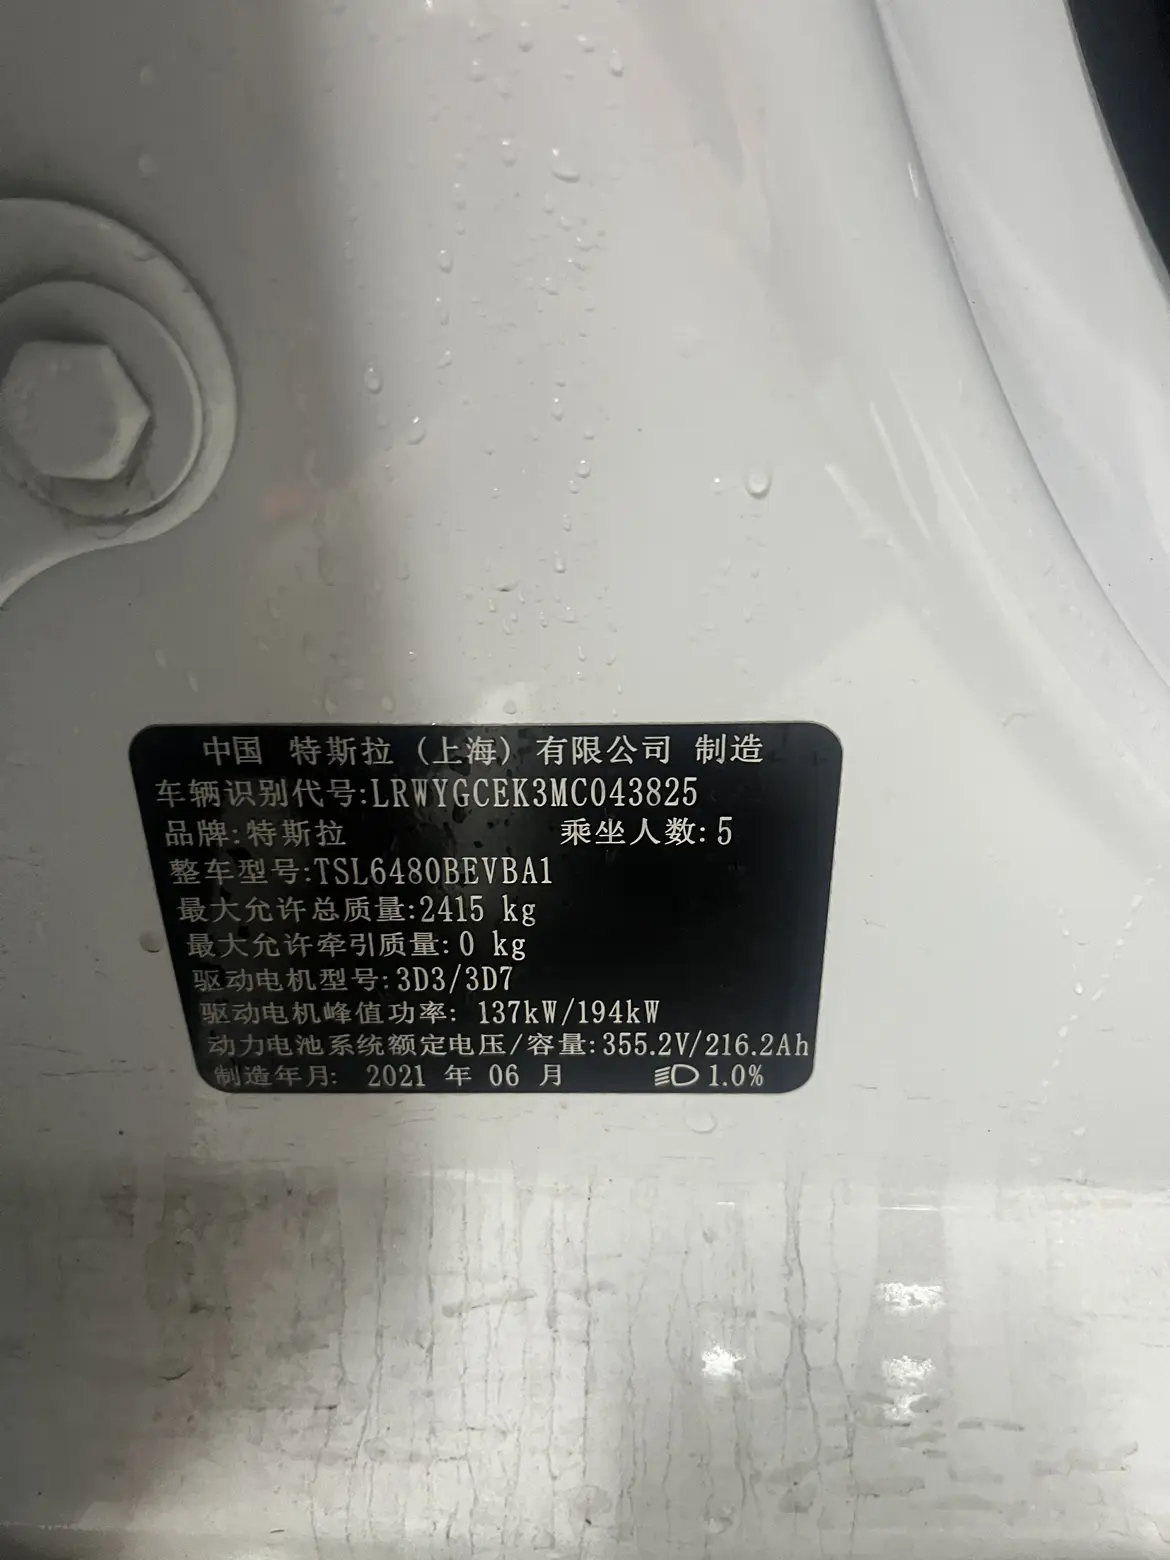 中国 特斯拉 (上海) 有限公司 制造
车辆识别代号:LRWYGCEK3MC043825
品牌:特斯拉 乘坐人数:5
整车型号:TSL6480BEVBA1
最大允许总质量:2415 kg
最大允许牵引质量:0 kg
驱动电机型号:3D3/3D7
驱动电机峰值功率: 137kW/194kW
动力电池系统额定电压/容量:355.2V/216.2Ah
制造年月: 2021 年 06 月 1.0%